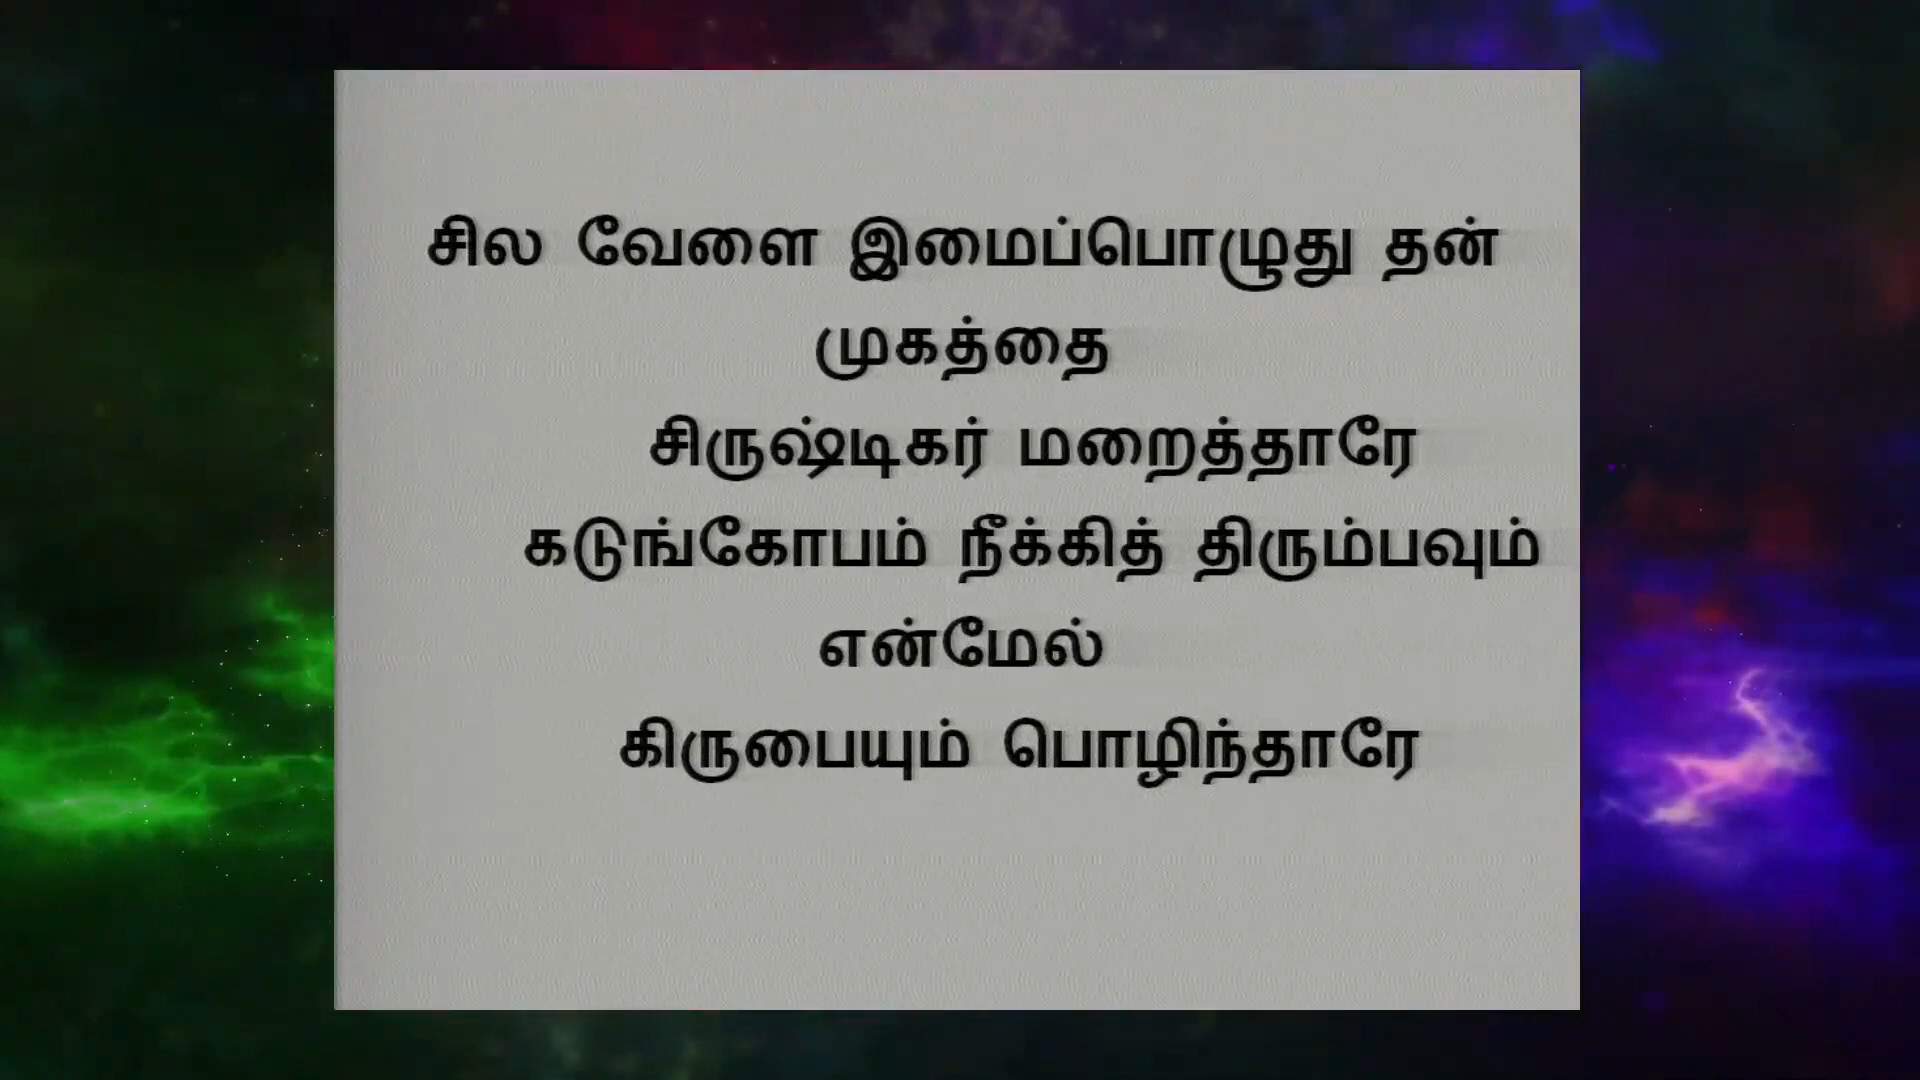 சில வேளை இமைப்பொழுது தன்
முகத்தை
சிருஷ்டிகர் மறைத்தாரே
கடுங்கோபம் நீக்கித் திரும்பவும்
என்மேல்
கிருபையும் பொழிந்தாரே